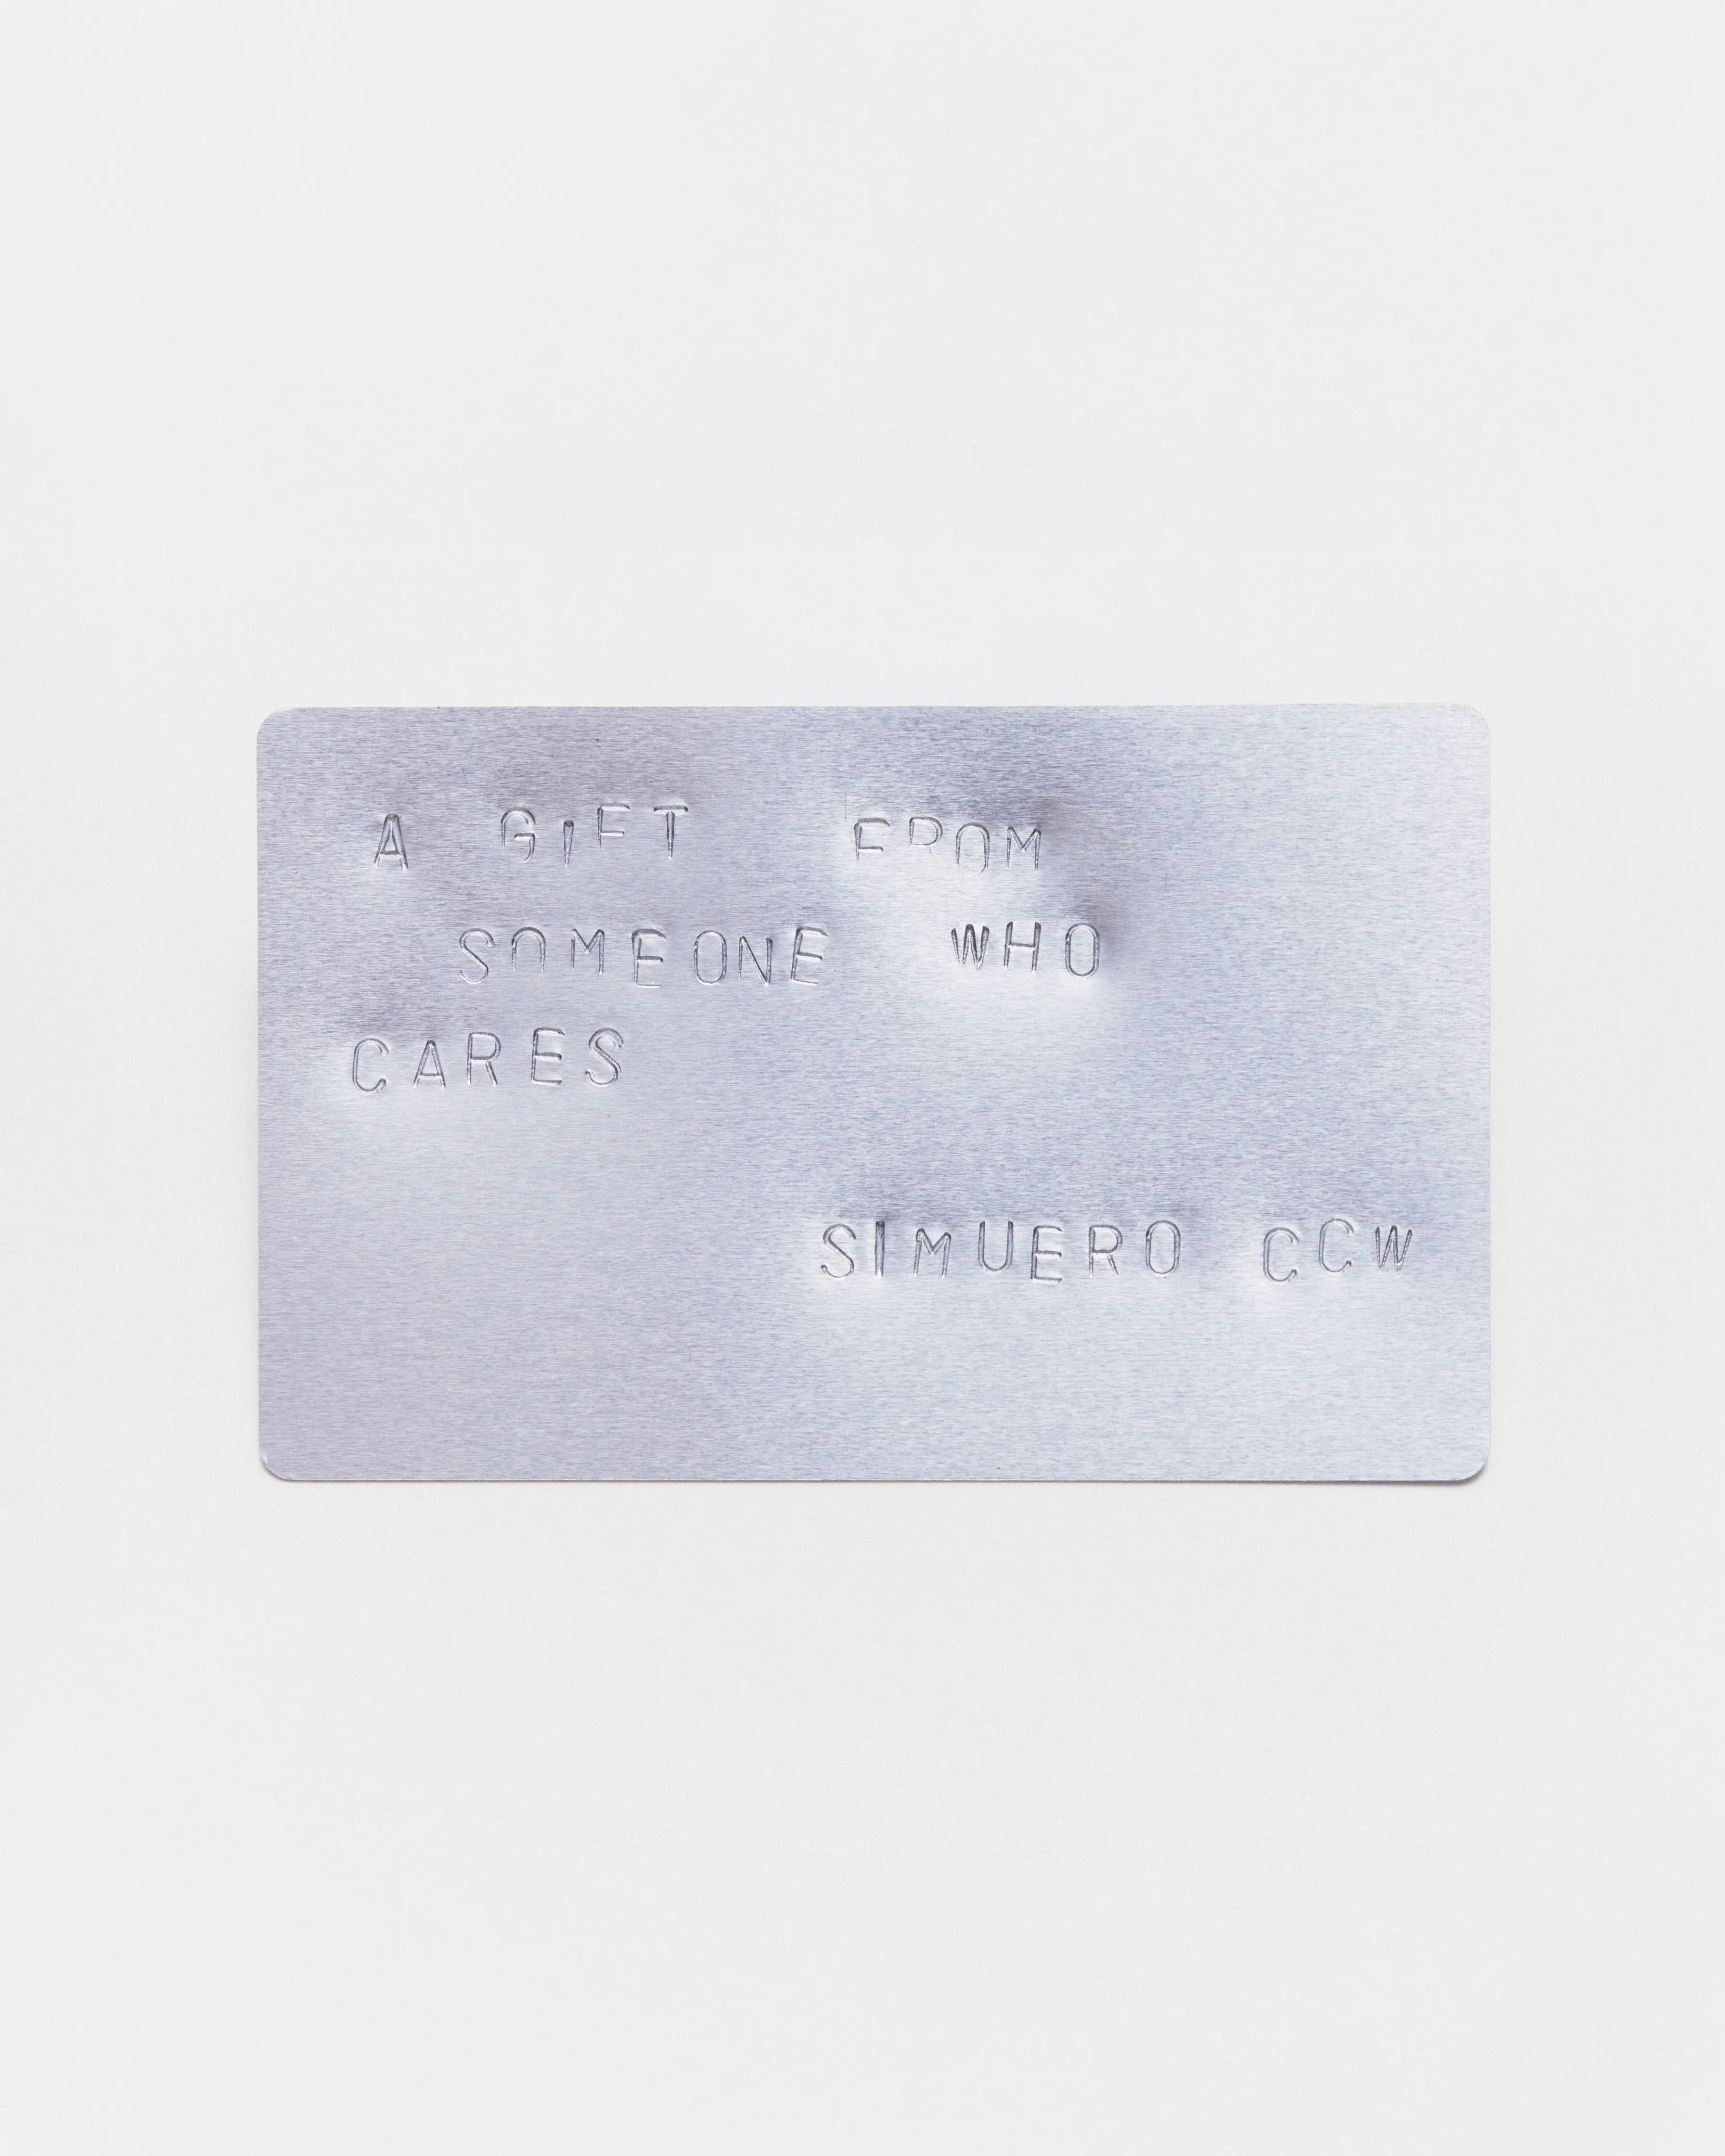 A GIFT FROM
SOMEONE WHO
CARES
SIMUERO CCW